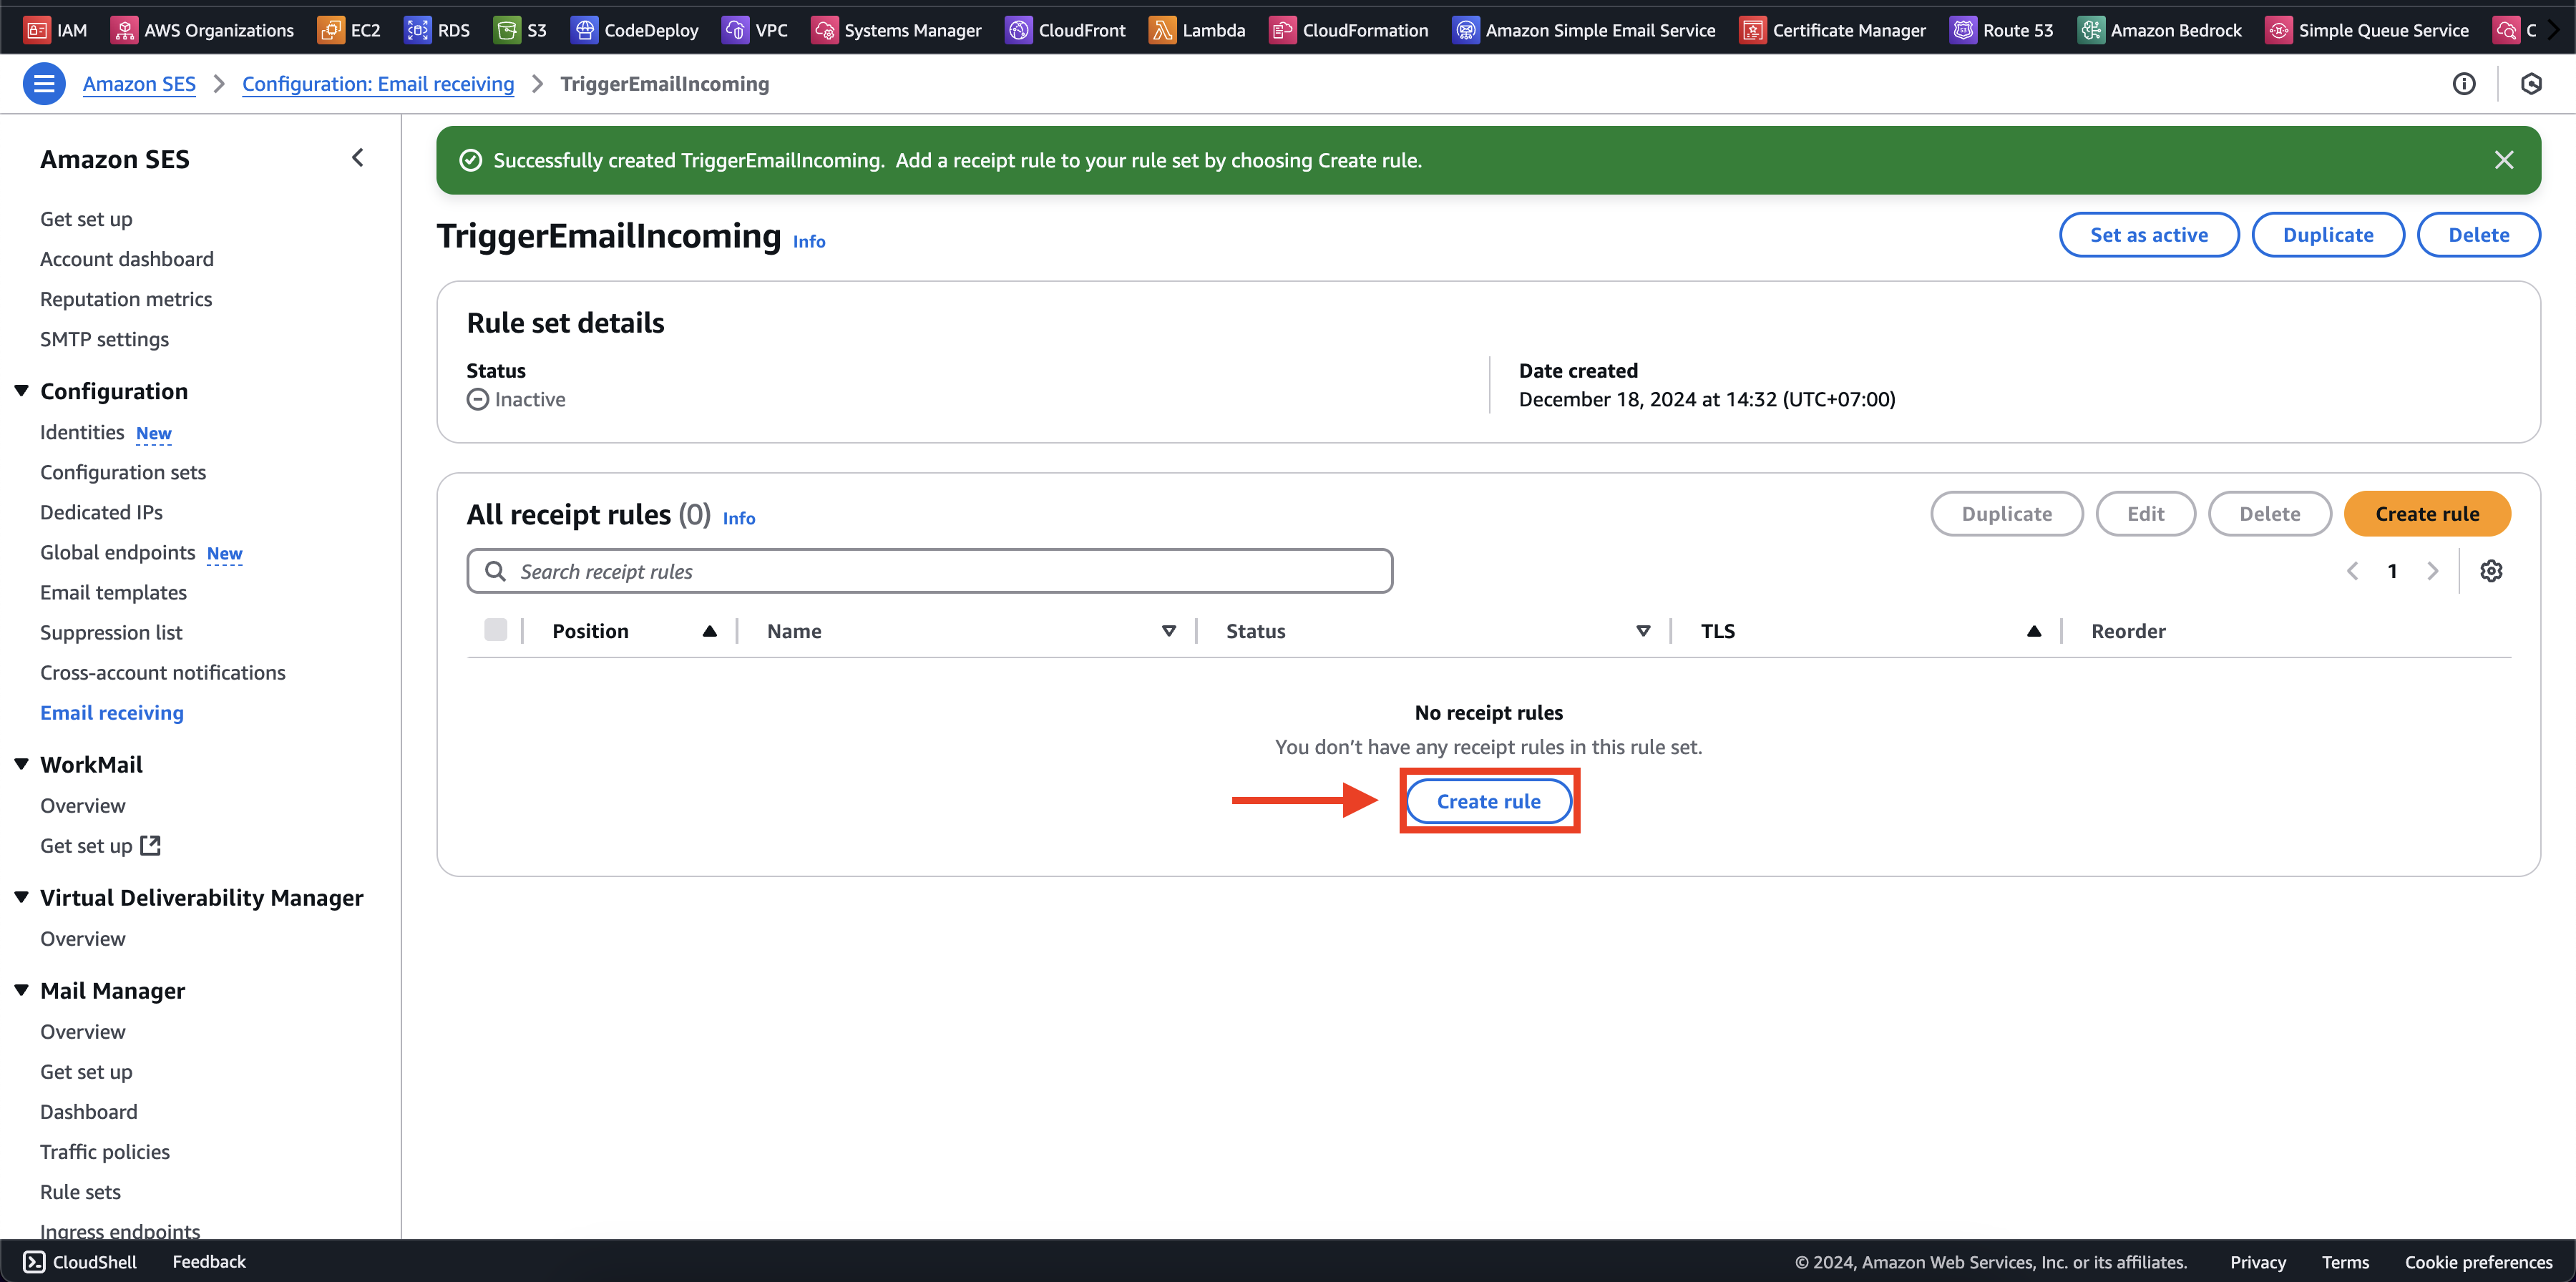 IAM AWS Organizations EC2 RDS S3 CodeDeploy VPC Systems Manager CloudFront Lambda CloudFormation Amazon Simple Email Service Certificate Manager Route 53 Amazon Bedrock Simple Queue Service C
Amazon SES Configuration: Email receiving TriggerEmailIncoming
Amazon SES
Get set up
Account dashboard
Reputation metrics
SMTP settings
Configuration
Identities New
Configuration sets
Dedicated IPs
Global endpoints New
Email templates
Suppression list
Cross-account notifications
Email receiving
WorkMail
Overview
Get set up
Virtual Deliverability Manager
Overview
Mail Manager
Overview
Get set up
Dashboard
Traffic policies
Rule sets
Ingress endpoints
Successfully created TriggerEmailIncoming. Add a receipt rule to your rule set by choosing Create rule.
TriggerEmailIncoming Info
Set as active Duplicate Delete
Rule set details
Status
Inactive
Date created
December 18, 2024 at 14:32 (UTC+07:00)
All receipt rules (0) Info
Duplicate Edit Delete Create rule
Search receipt rules
1
Position Name Status TLS Reorder
No receipt rules
You don’t have any receipt rules in this rule set.
Create rule
CloudShell Feedback © 2024, Amazon Web Services, Inc. or its affiliates. Privacy Terms Cookie preferences